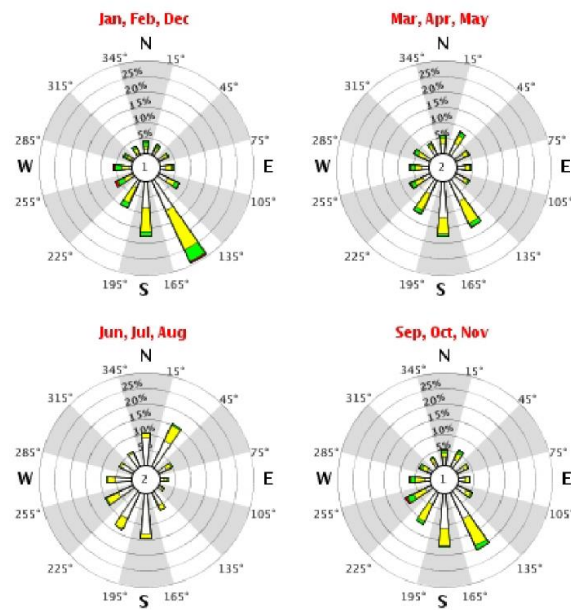 Jan, Feb, Dec
N
345° 15°
315° 45°
25%
20%
15%
10%
5%
285° 75°
W 1 E
255° 105°
225° 135°
195° 165°
S
Mar, Apr, May
N
345° 15°
315° 45°
25%
20%
15%
10%
5%
285° 75°
W 2 E
255° 105°
225° 135°
195° 165°
S
Jun, Jul, Aug
N
345° 15°
315° 45°
25%
20%
15%
10%
5%
285° 75°
W 2 E
255° 105°
225° 135°
195° 165°
S
Sep, Oct, Nov
N
345° 15°
315° 45°
25%
20%
15%
10%
5%
285° 75°
W 1 E
255° 105°
225° 135°
195° 165°
S